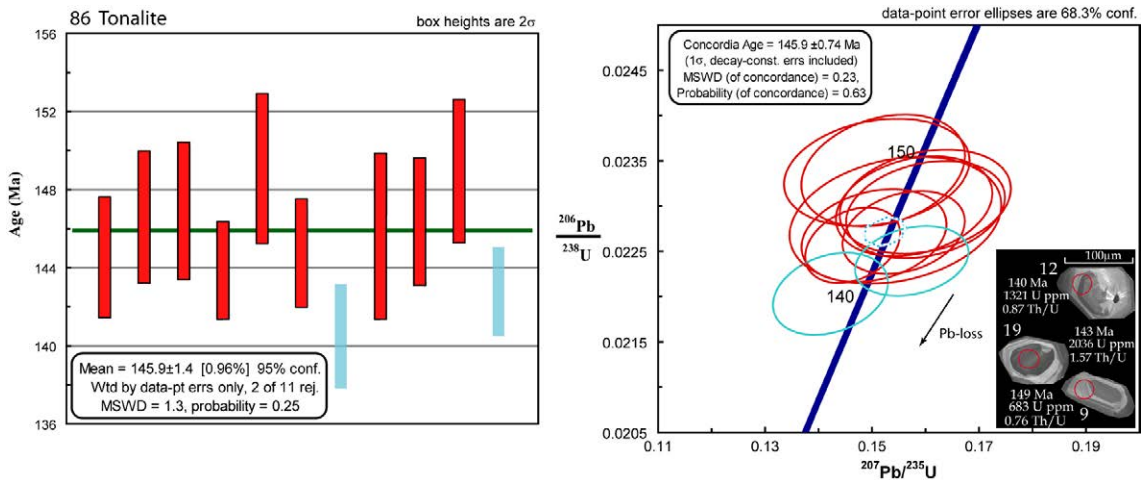 86 Tonalite
box heights are 2σ
156
152
148
144
140
136
Age (Ma)
Mean = 145.9±1.4 [0.96%] 95% conf.
Wtd by data-pt errs only, 2 of 11 rej.
MSWD = 1.3, probability = 0.25
data-point error ellipses are 68.3% conf.
Concordia Age = 145.9 ±0.74 Ma
(1σ, decay-const. errs included)
MSWD (of concordance) = 0.23,
Probability (of concordance) = 0.63
0.0245
0.0235
0.0225
0.0215
0.0205
206Pb
238U
150
140
Pb-loss
100µm
12
140 Ma
1321 U ppm
0.87 Th/U
19
143 Ma
2036 U ppm
1.57 Th/U
149 Ma
683 U ppm
0.76 Th/U
9
0.11
0.13
0.15
0.17
0.19
207Pb/235U